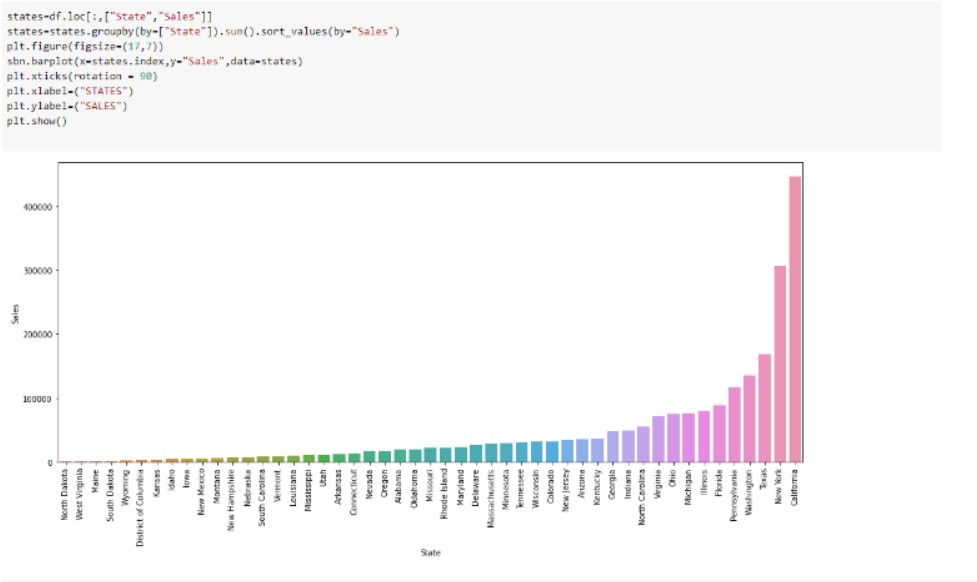 states=df.loc[:,["State","Sales"]]
states=states.groupby(by=["State"]).sum().sort_values(by="Sales")
plt.figure(figsize=(17,7))
sbn.barplot(x=states.index,y="Sales",data=states)
plt.xticks(rotation = 90)
plt.xlabel=("STATES")
plt.ylabel=("SALES")
plt.show()
400000
300000
200000
100000
0
Sales
North Dakota
West Virginia
Maine
South Dakota
Wyoming
District of Columbia
Kansas
Idaho
Iowa
New Mexico
Montana
New Hampshire
Nebraska
South Carolina
Vermont
Louisiana
Mississippi
Utah
Arkansas
Connecticut
Nevada
Oregon
Alabama
Oklahoma
Missouri
Rhode Island
Maryland
Delaware
Massachusetts
Minnesota
Tennessee
Wisconsin
Colorado
New Jersey
Arizona
Kentucky
Georgia
Indiana
North Carolina
Virginia
Ohio
Michigan
Illinois
Florida
Pennsylvania
Washington
Texas
New York
California
State